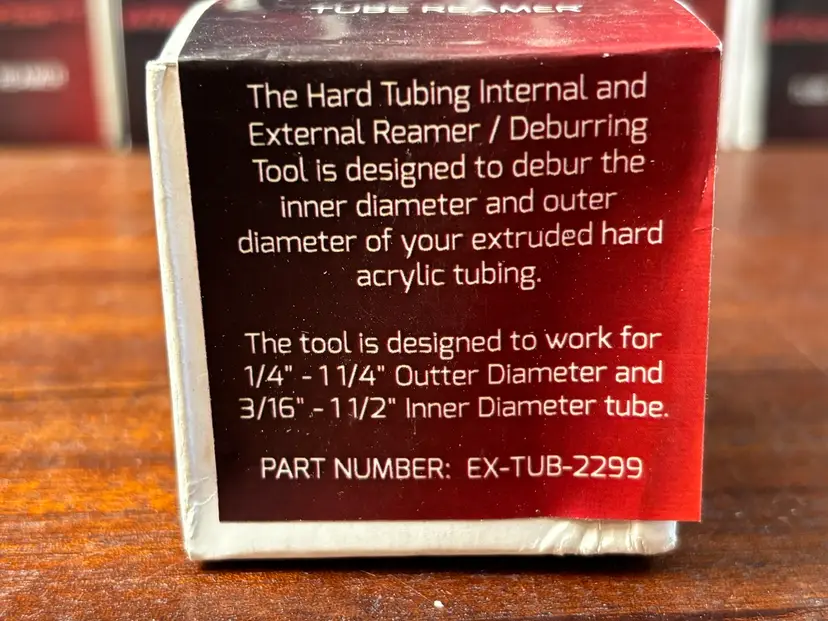 TUBE REAMER
The Hard Tubing Internal and
External Reamer / Deburring
Tool is designed to debur the
inner diameter and outer
diameter of your extruded hard
acrylic tubing.
The tool is designed to work for
1/4" - 1 1/4" Outter Diameter and
3/16" - 1 1/2" Inner Diameter tube.
PART NUMBER: EX-TUB-2299